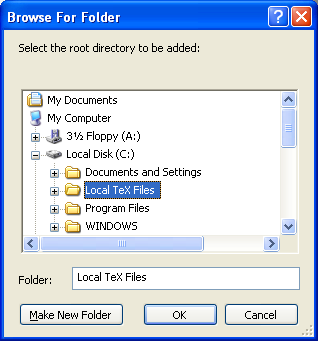 Browse For Folder
Select the root directory to be added:
My Documents
My Computer
3½ Floppy (A:)
Local Disk (C:)
Documents and Settings
Local TeX Files
Program Files
WINDOWS
Folder:
Local TeX Files
Make New Folder
OK
Cancel